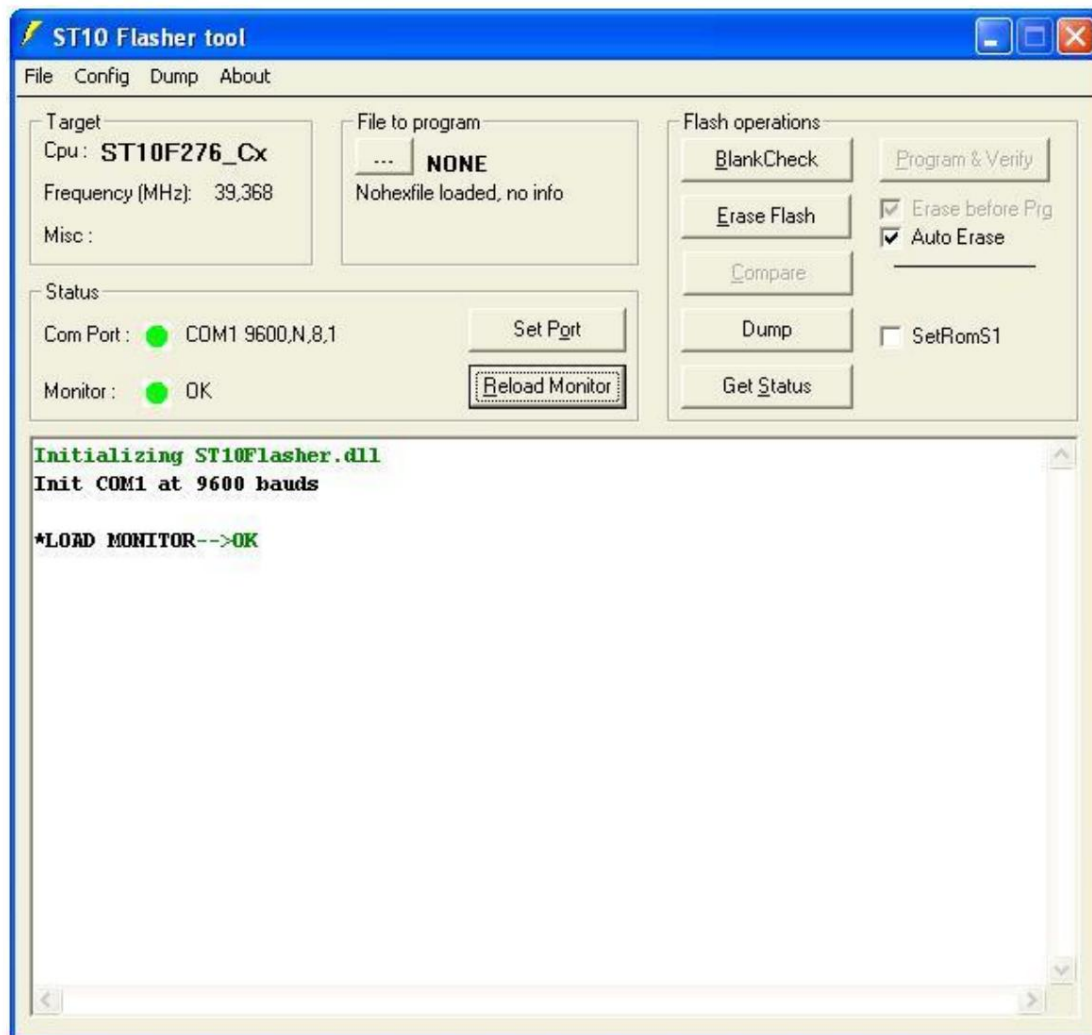 ST10 Flasher tool
File Config Dump About
Target
Cpu : ST10F276_Cx
Frequency (MHz): 39,368
Misc :
File to program
... NONE
Nohexfile loaded, no info
Flash operations
BlankCheck
Program & Verify
Erase Flash
Erase before Prg
Auto Erase
Compare
Dump
SetRomS1
Get Status
Status
Com Port : COM1 9600,N,8,1
Set Port
Monitor : OK
Reload Monitor
Initializing ST10Flasher.dll
Init COM1 at 9600 bauds
*LOAD MONITOR-->OK